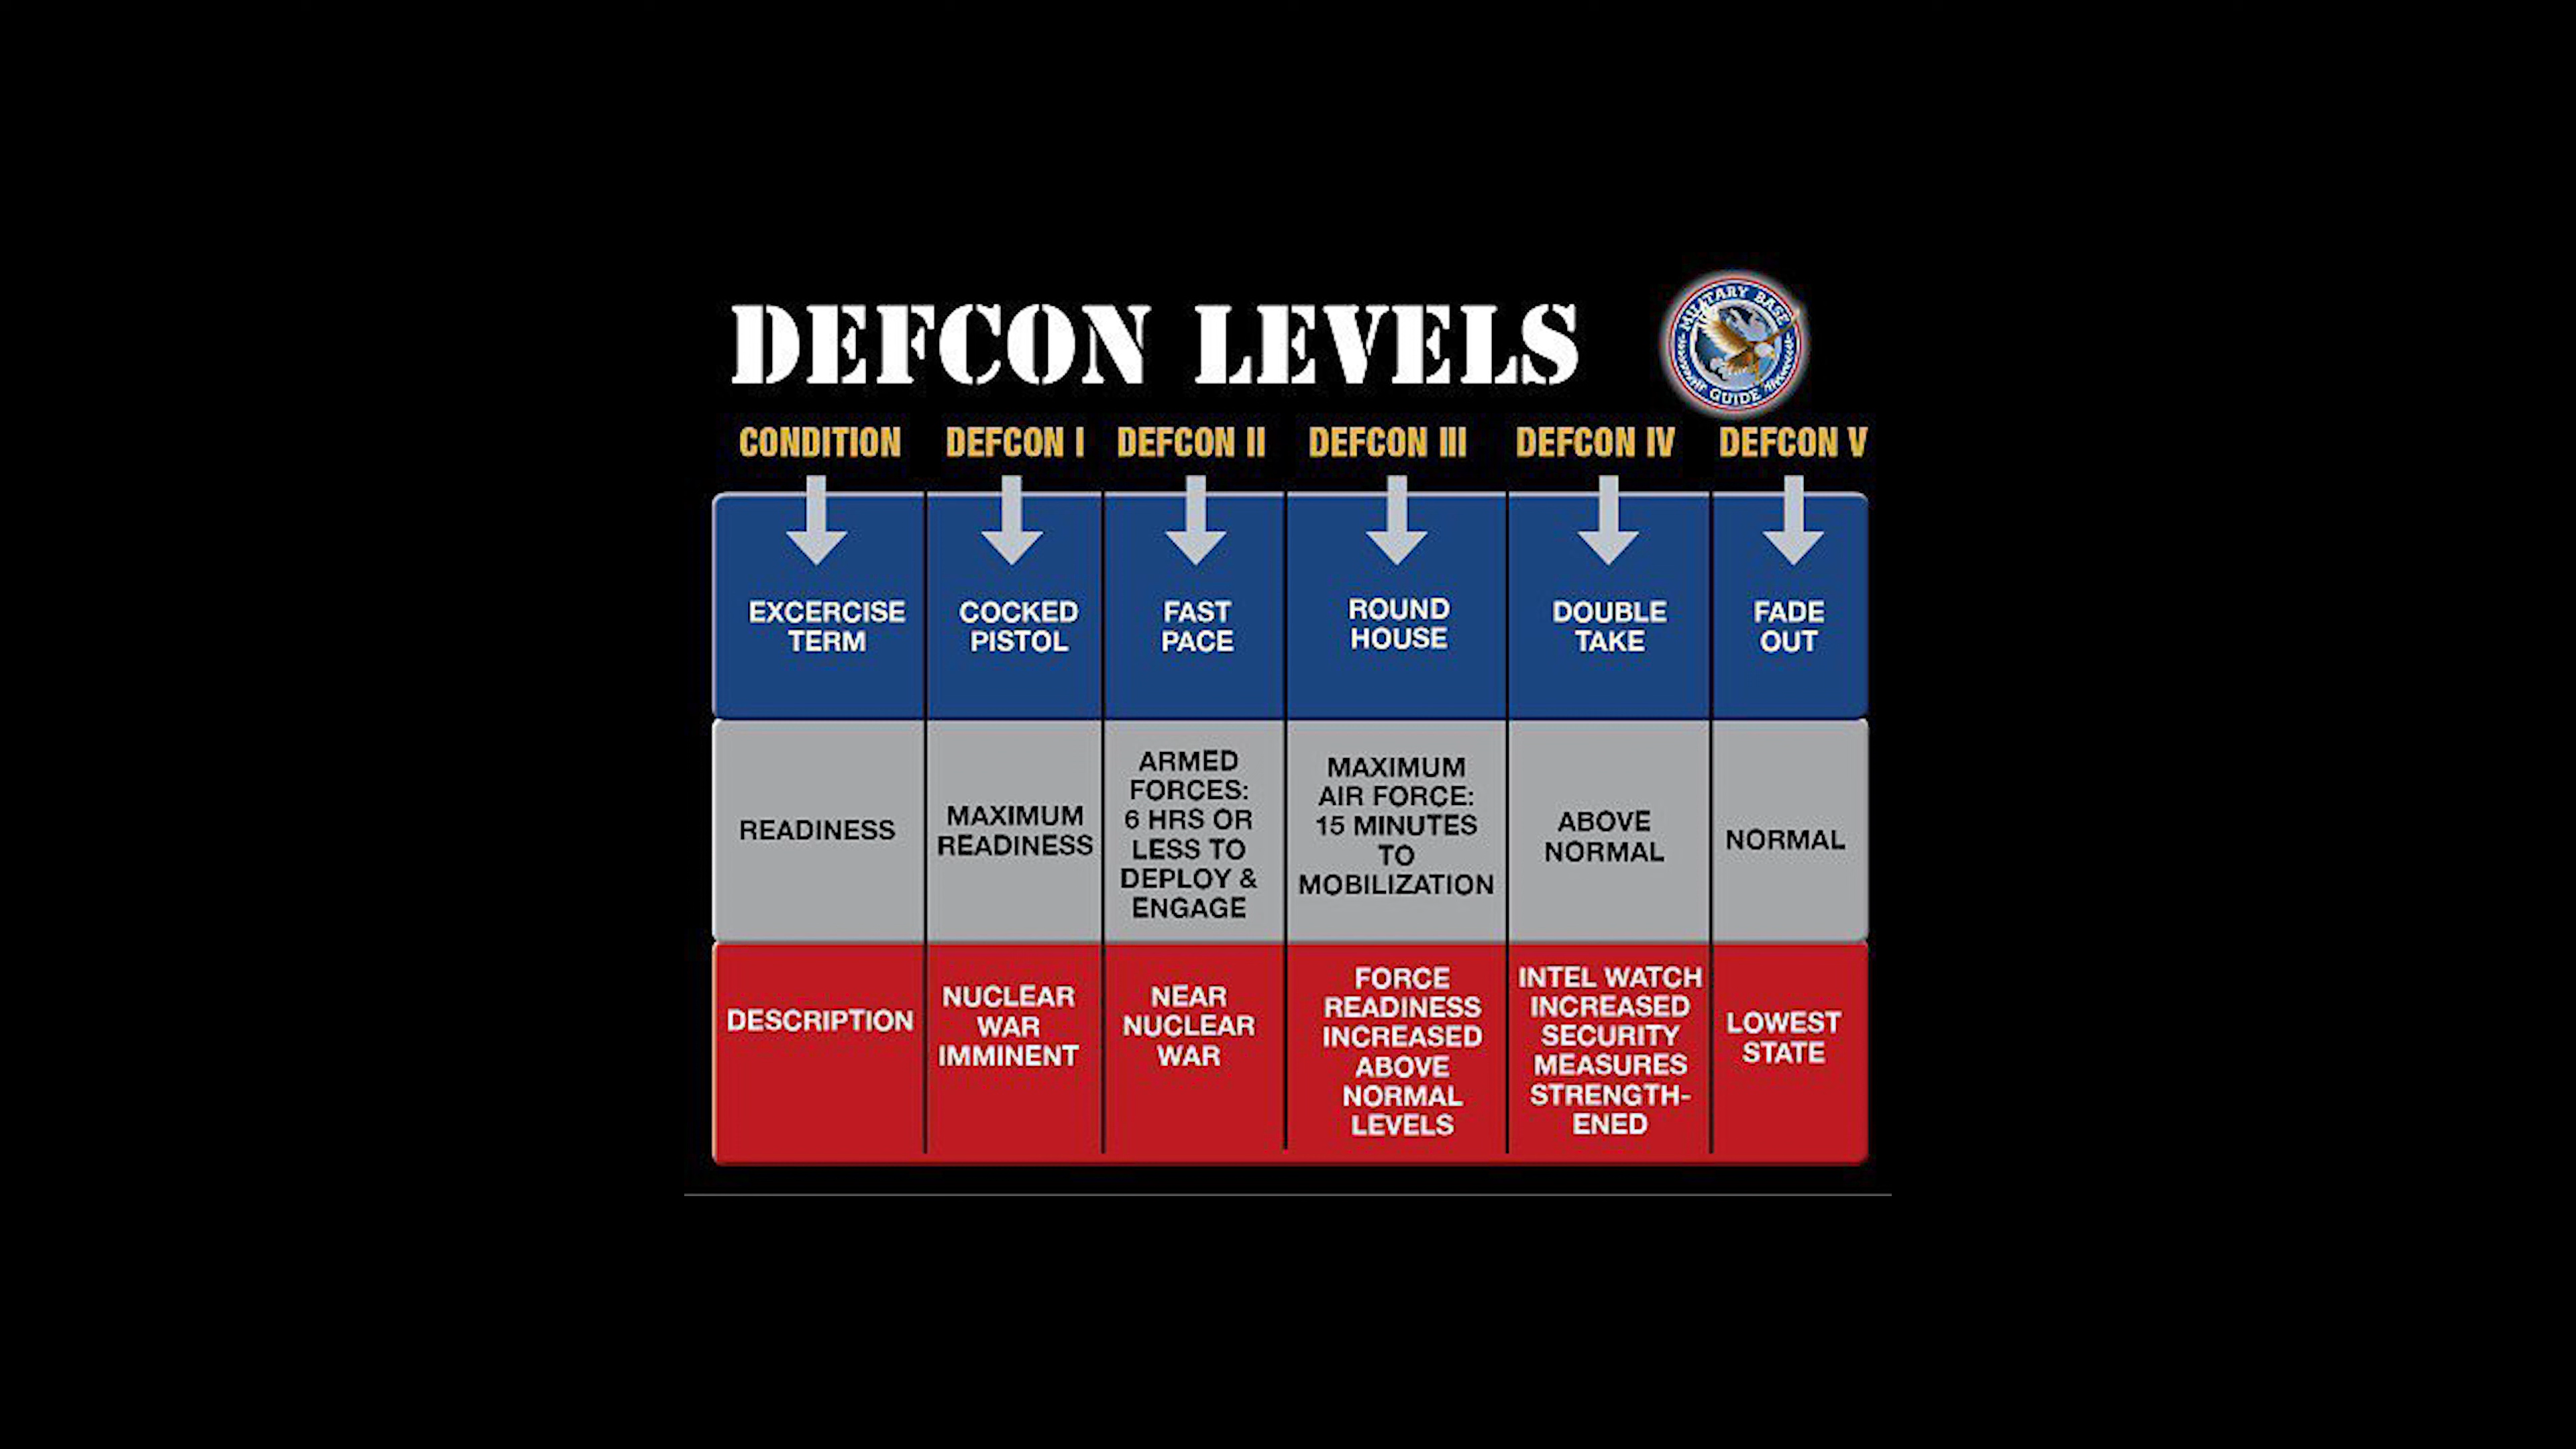 DEFCON LEVELS
MILITARY BASE
GUIDE
CONDITION DEFCON I DEFCON II DEFCON III DEFCON IV DEFCON V
EXCERCISE
TERM
COCKED
PISTOL
FAST
PACE
ROUND
HOUSE
DOUBLE
TAKE
FADE
OUT
READINESS
MAXIMUM
READINESS
ARMED
FORCES:
6 HRS OR
LESS TO
DEPLOY &
ENGAGE
MAXIMUM
AIR FORCE:
15 MINUTES
TO
MOBILIZATION
ABOVE
NORMAL
NORMAL
DESCRIPTION
NUCLEAR
WAR
IMMINENT
NEAR
NUCLEAR
WAR
FORCE
READINESS
INCREASED
ABOVE
NORMAL
LEVELS
INTEL WATCH
INCREASED
SECURITY
MEASURES
STRENGTH-
ENED
LOWEST
STATE